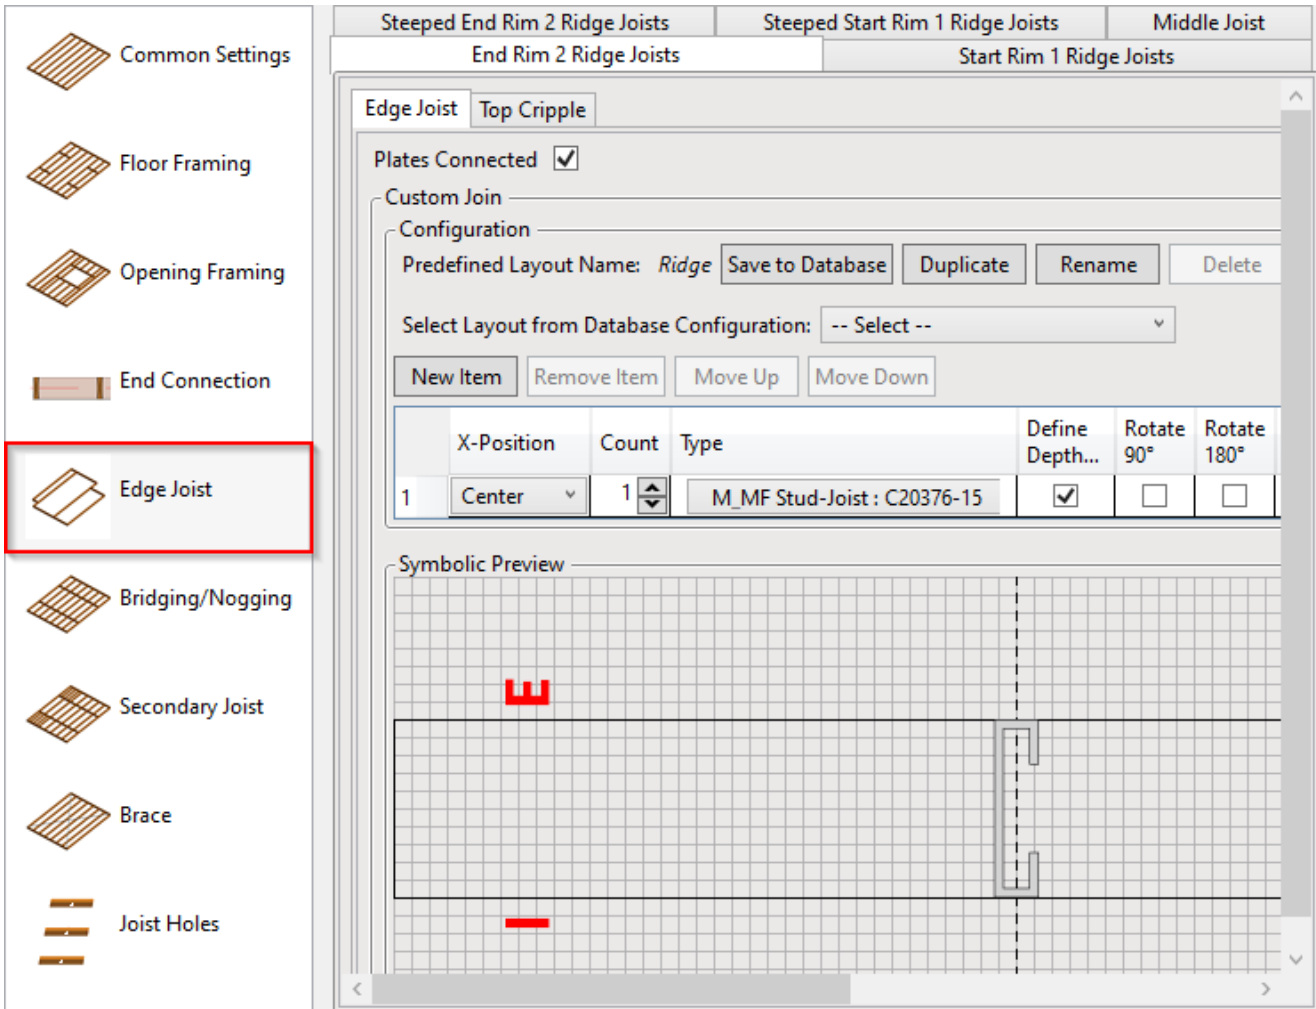 Common Settings
Floor Framing
Opening Framing
End Connection
Edge Joist
Bridging/Nogging
Secondary Joist
Brace
Joist Holes
Steeped End Rim 2 Ridge Joists
Steeped Start Rim 1 Ridge Joists
Middle Joist
End Rim 2 Ridge Joists
Start Rim 1 Ridge Joists
Edge Joist
Top Cripple
Plates Connected
Custom Join
Configuration
Predefined Layout Name: Ridge Save to Database Duplicate Rename Delete
Select Layout from Database Configuration: -- Select --
New Item Remove Item Move Up Move Down
X-Position Count Type Define Depth... Rotate 90° Rotate 180°
1 Center 1 M_MF Stud-Joist : C20376-15
Symbolic Preview
E
I